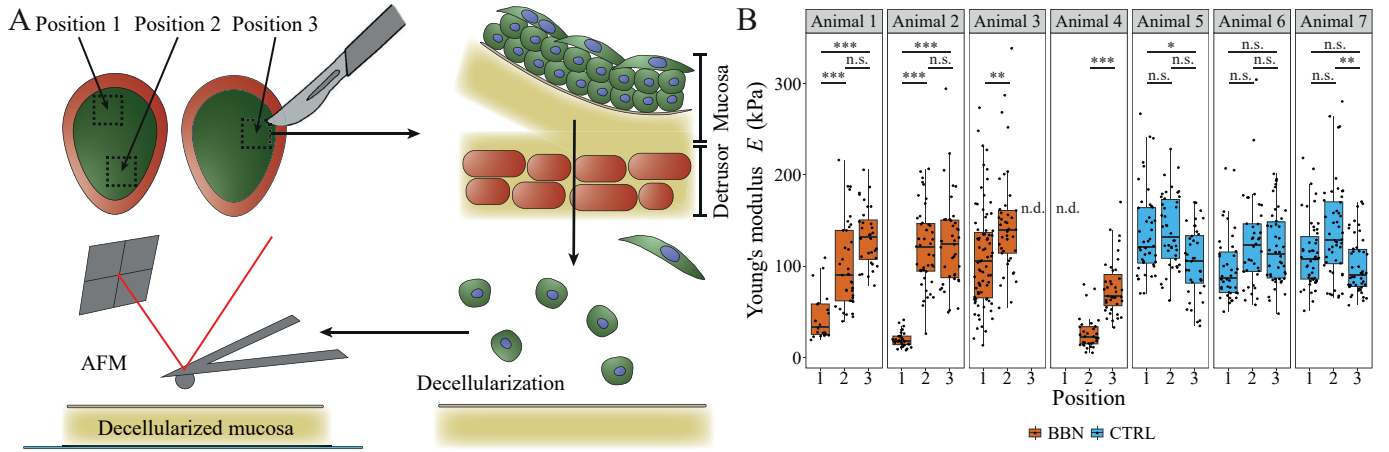 A
Position 1
Position 2
Position 3
Mucosa
Detrusor
AFM
Decellularization
Decellularized mucosa
B
Animal 1 Animal 2 Animal 3 Animal 4 Animal 5 Animal 6 Animal 7
*** *** * n.s. n.s.
n.s. n.s. *** n.s. n.s. **
*** *** ** n.s. n.s. n.s.
n.d. n.d.
Young's modulus E (kPa)
300
200
100
0
1 2 3 1 2 3 1 2 3 1 2 3 1 2 3 1 2 3 1 2 3
Position
BBN CTRL